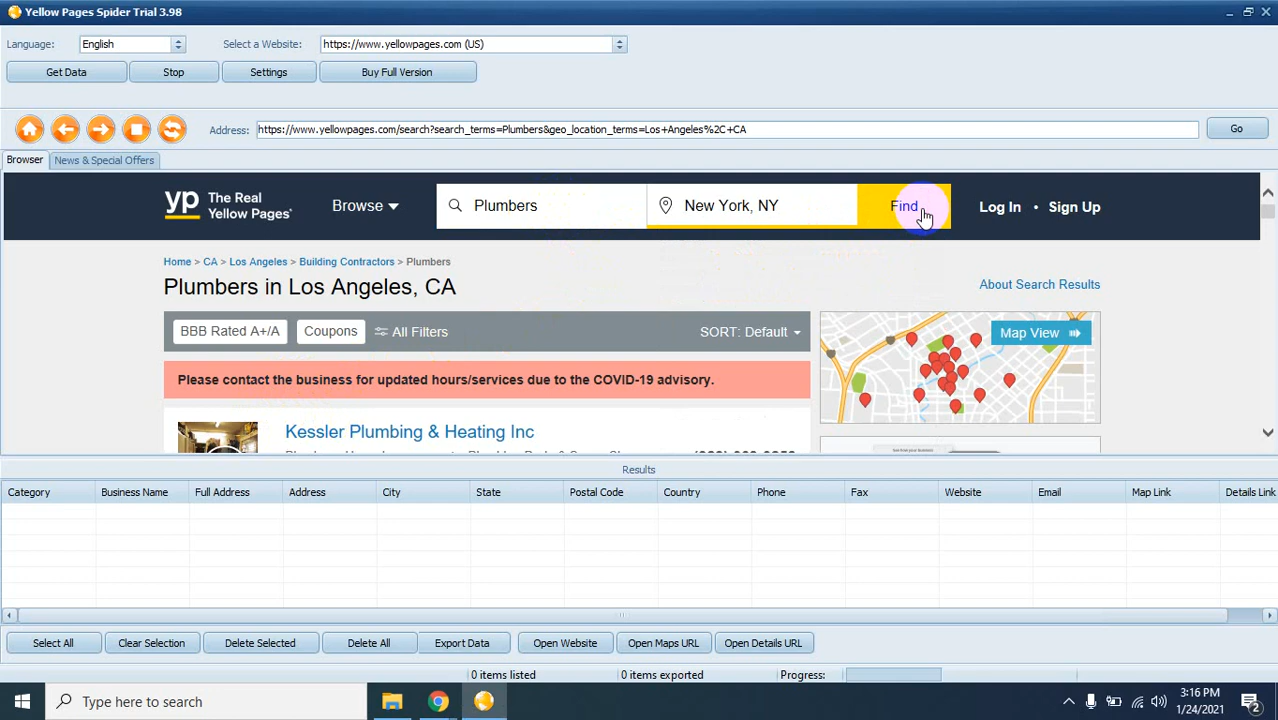 Yellow Pages Spider Trial 3.98
Language: English Select a Website: https://www.yellowpages.com (US)
Get Data Stop Settings Buy Full Version
Address: https://www.yellowpages.com/search?search_terms=Plumbers&geo_location_terms=Los+Angeles%2C+CA Go
Browser News & Special Offers
yp The Real Yellow Pages® Browse Plumbers New York, NY Find Log In • Sign Up
Home > CA > Los Angeles > Building Contractors > Plumbers
Plumbers in Los Angeles, CA About Search Results
BBB Rated A+/A Coupons All Filters SORT: Default Map View
Please contact the business for updated hours/services due to the COVID-19 advisory.
Kessler Plumbing & Heating Inc
Results
Category Business Name Full Address Address City State Postal Code Country Phone Fax Website Email Map Link Details Link
Select All Clear Selection Delete Selected Delete All Export Data Open Website Open Maps URL Open Details URL
0 items listed 0 items exported Progress:
Type here to search
3:16 PM
1/24/2021
2